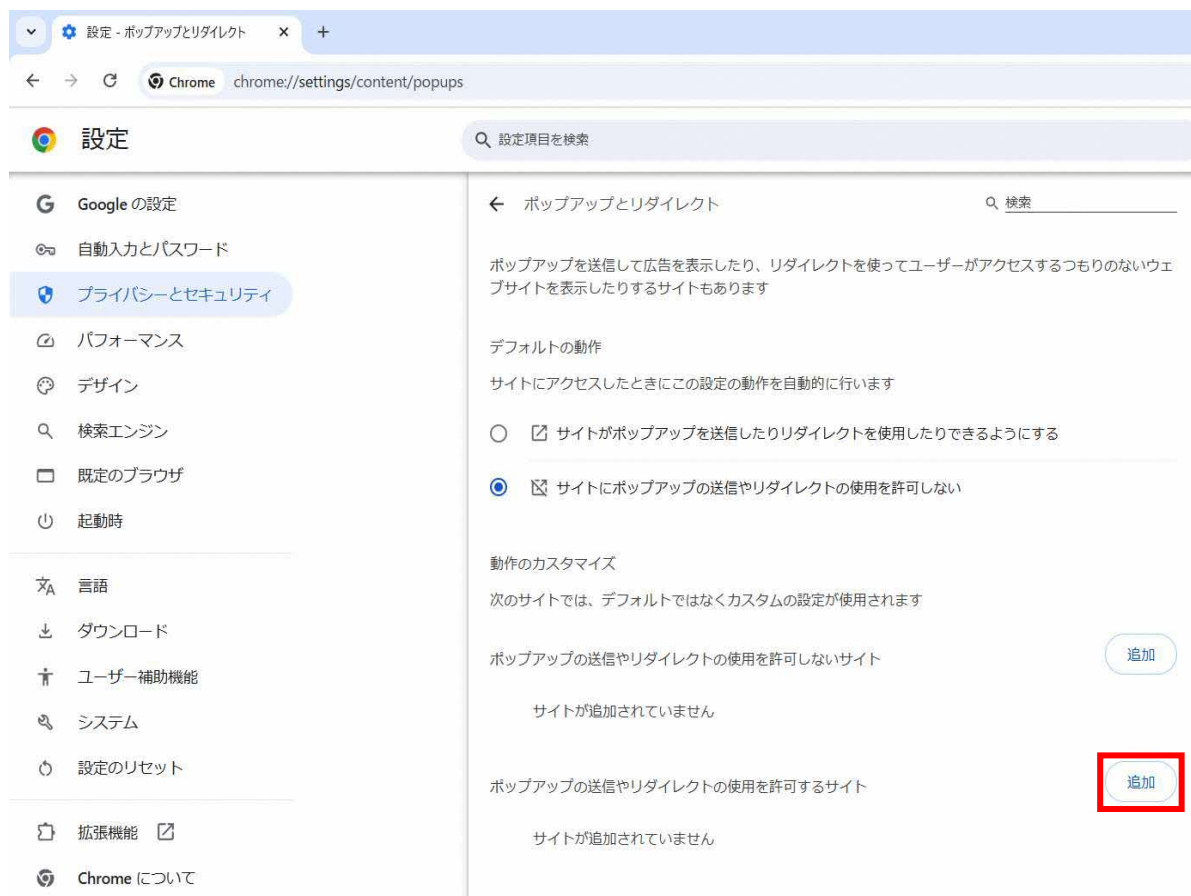 設定 - ポップアップとリダイレクト
Chrome chrome://settings/content/popups
設定
設定項目を検索
Google の設定
自動入力とパスワード
プライバシーとセキュリティ
パフォーマンス
デザイン
検索エンジン
既定のブラウザ
起動時
言語
ダウンロード
ユーザー補助機能
システム
設定のリセット
拡張機能
Chrome について
ポップアップとリダイレクト
検索
ポップアップを送信して広告を表示したり、リダイレクトを使ってユーザーがアクセスするつもりのないウェ
ブサイトを表示したりするサイトもあります
デフォルトの動作
サイトにアクセスしたときにこの設定の動作を自動的に行います
サイトがポップアップを送信したりリダイレクトを使用したりできるようにする
サイトにポップアップの送信やリダイレクトの使用を許可しない
動作のカスタマイズ
次のサイトでは、デフォルトではなくカスタムの設定が使用されます
ポップアップの送信やリダイレクトの使用を許可しないサイト
追加
サイトが追加されていません
ポップアップの送信やリダイレクトの使用を許可するサイト
追加
サイトが追加されていません